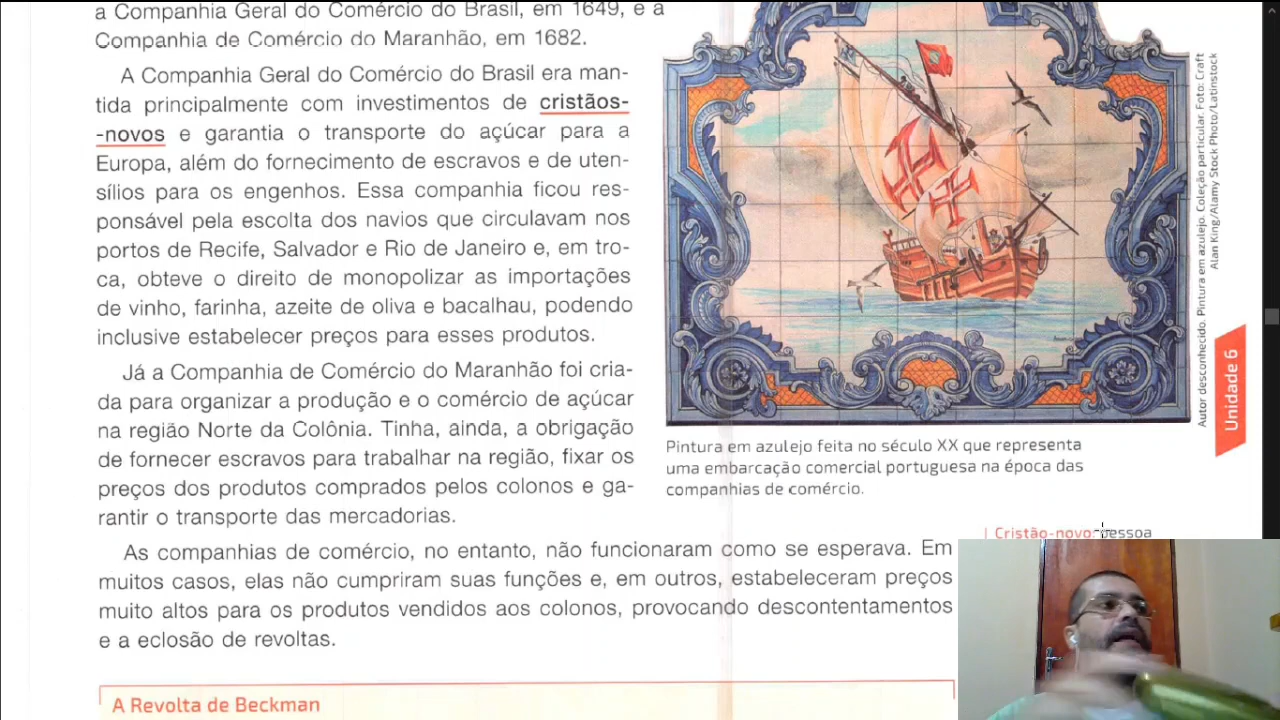 a Companhia Geral do Comércio do Brasil, em 1649, e a
Companhia de Comércio do Maranhão, em 1682.
A Companhia Geral do Comércio do Brasil era man-
tida principalmente com investimentos de cristãos-
-novos e garantia o transporte do açúcar para a
Europa, além do fornecimento de escravos e de uten-
sílios para os engenhos. Essa companhia ficou res-
ponsável pela escolta dos navios que circulavam nos
portos de Recife, Salvador e Rio de Janeiro e, em tro-
ca, obteve o direito de monopolizar as importações
de vinho, farinha, azeite de oliva e bacalhau, podendo
inclusive estabelecer preços para esses produtos.
Já a Companhia de Comércio do Maranhão foi cria-
da para organizar a produção e o comércio de açúcar
na região Norte da Colônia. Tinha, ainda, a obrigação
de fornecer escravos para trabalhar na região, fixar os
preços dos produtos comprados pelos colonos e ga-
rantir o transporte das mercadorias.
As companhias de comércio, no entanto, não funcionaram como se esperava. Em
muitos casos, elas não cumpriram suas funções e, em outros, estabeleceram preços
muito altos para os produtos vendidos aos colonos, provocando descontentamentos
e a eclosão de revoltas.
A Revolta de Beckman
Pintura em azulejo feita no século XX que representa
uma embarcação comercial portuguesa na época das
companhias de comércio.
Autor desconhecido. Pintura em azulejo. Coleção particular. Foto: Craft
Alan King/Alamy Stock Photo/Latinstock
Unidade 6
Cristão-novo: pessoa